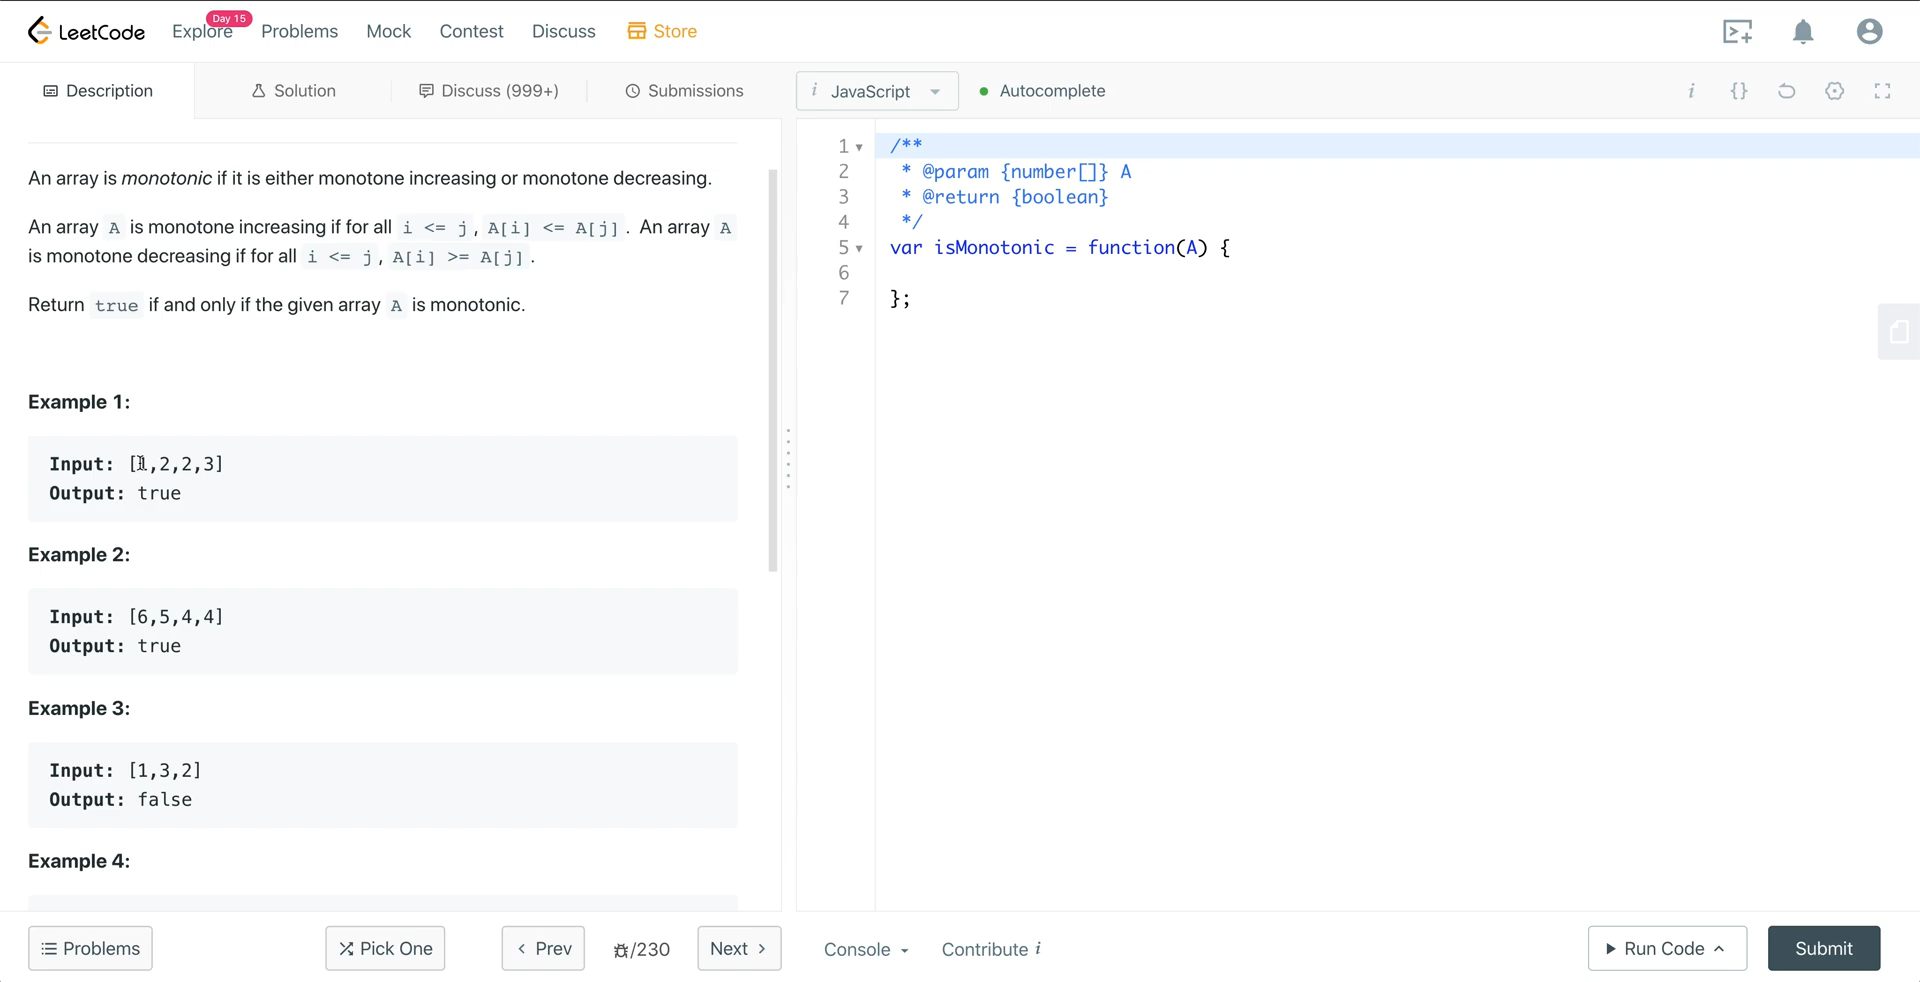 LeetCode Explore Day 15 Problems Mock Contest Discuss Store
Description Solution Discuss (999+) Submissions
i JavaScript Autocomplete i {}
An array is monotonic if it is either monotone increasing or monotone decreasing.
An array A is monotone increasing if for all i <= j, A[i] <= A[j]. An array A
is monotone decreasing if for all i <= j, A[i] >= A[j].
Return true if and only if the given array A is monotonic.
Example 1:
Input: [1,2,2,3]
Output: true
Example 2:
Input: [6,5,4,4]
Output: true
Example 3:
Input: [1,3,2]
Output: false
Example 4:
1 /**
2  * @param {number[]} A
3  * @return {boolean}
4  */
5 var isMonotonic = function(A) {
6
7 };
Problems Pick One < Prev /230 Next >
Console Contribute i Run Code Submit